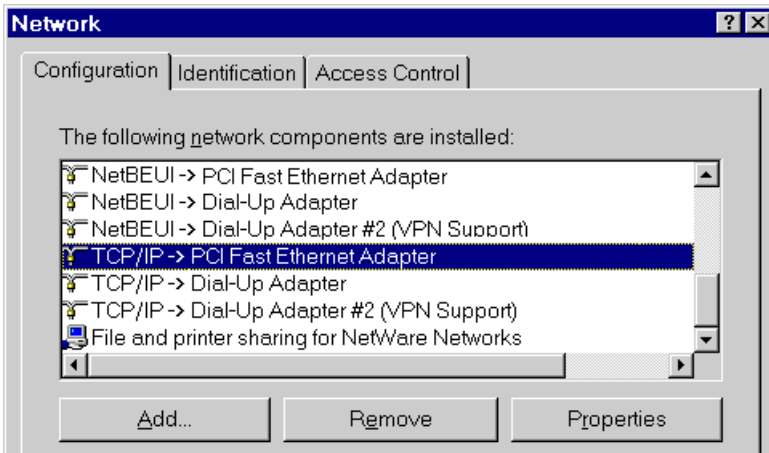 Network
Configuration Identification Access Control
The following network components are installed:
NetBEUI -> PCI Fast Ethernet Adapter
NetBEUI -> Dial-Up Adapter
NetBEUI -> Dial-Up Adapter #2 (VPN Support)
TCP/IP -> PCI Fast Ethernet Adapter
TCP/IP -> Dial-Up Adapter
TCP/IP -> Dial-Up Adapter #2 (VPN Support)
File and printer sharing for NetWare Networks
Add... Remove Properties